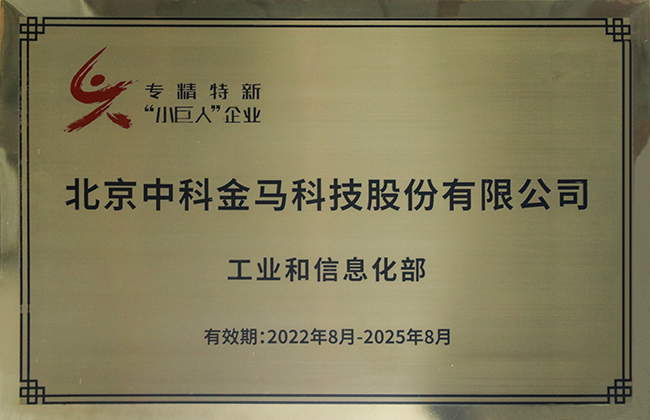 专精特新
“小巨人”企业
北京中科金马科技股份有限公司
工业和信息化部
有效期:2022年8月-2025年8月